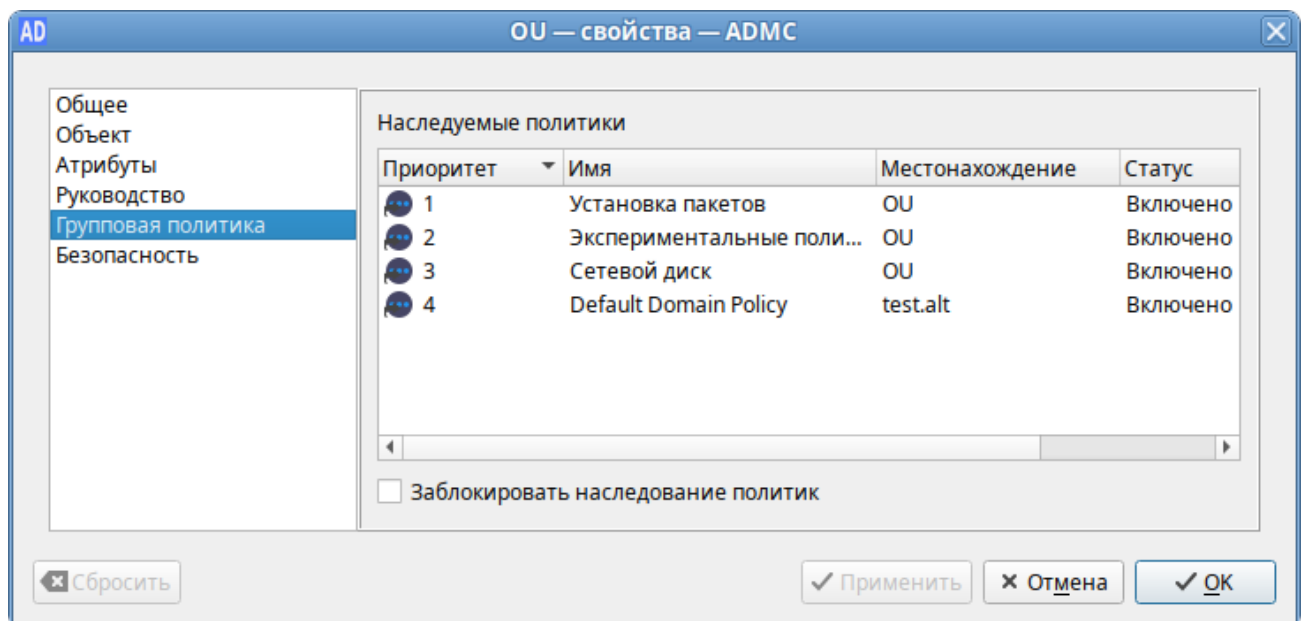 AD OU — свойства — ADMC
Общее
Объект
Атрибуты
Руководство
Групповая политика
Безопасность
Наследуемые политики
Приоритет Имя Местонахождение Статус
1 Установка пакетов OU Включено
2 Экспериментальные поли... OU Включено
3 Сетевой диск OU Включено
4 Default Domain Policy test.alt Включено
Заблокировать наследование политик
Сбросить Применить Отмена OK